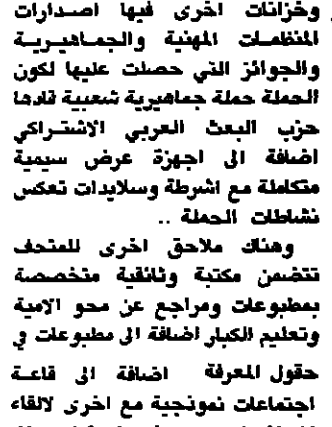 وخزانات اخرى فيها اصدارات
المنظمات المهنية والجماهيرية
والجوائز التي حصلت عليها لكون
الحملة حملة جماهيرية شعبية قادها
حزب البعث العربي الاشتراكي
اضافة الى اجهزة عرض سيمية
متكاملة مع اشرطة وسلايدات تعكس
نشاطات الحملة ..
وهناك ملاحق اخرى للمتحف
تتضمن مكتبة وثائقية متخصصة
بمطبوعات ومراجع عن محو الامية
وتعليم الكبار اضافة الى مطبوعات في
حقول المعرفة اضافة الى قاعة
اجتماعات نموذجية مع اخرى لالقاء